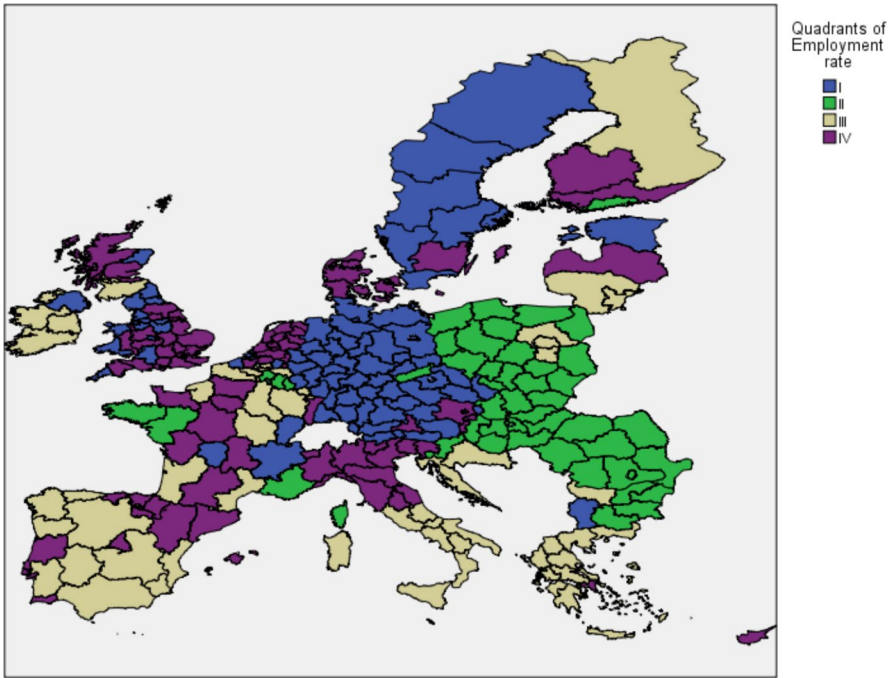 Quadrants of
Employment
rate
I
II
III
IV